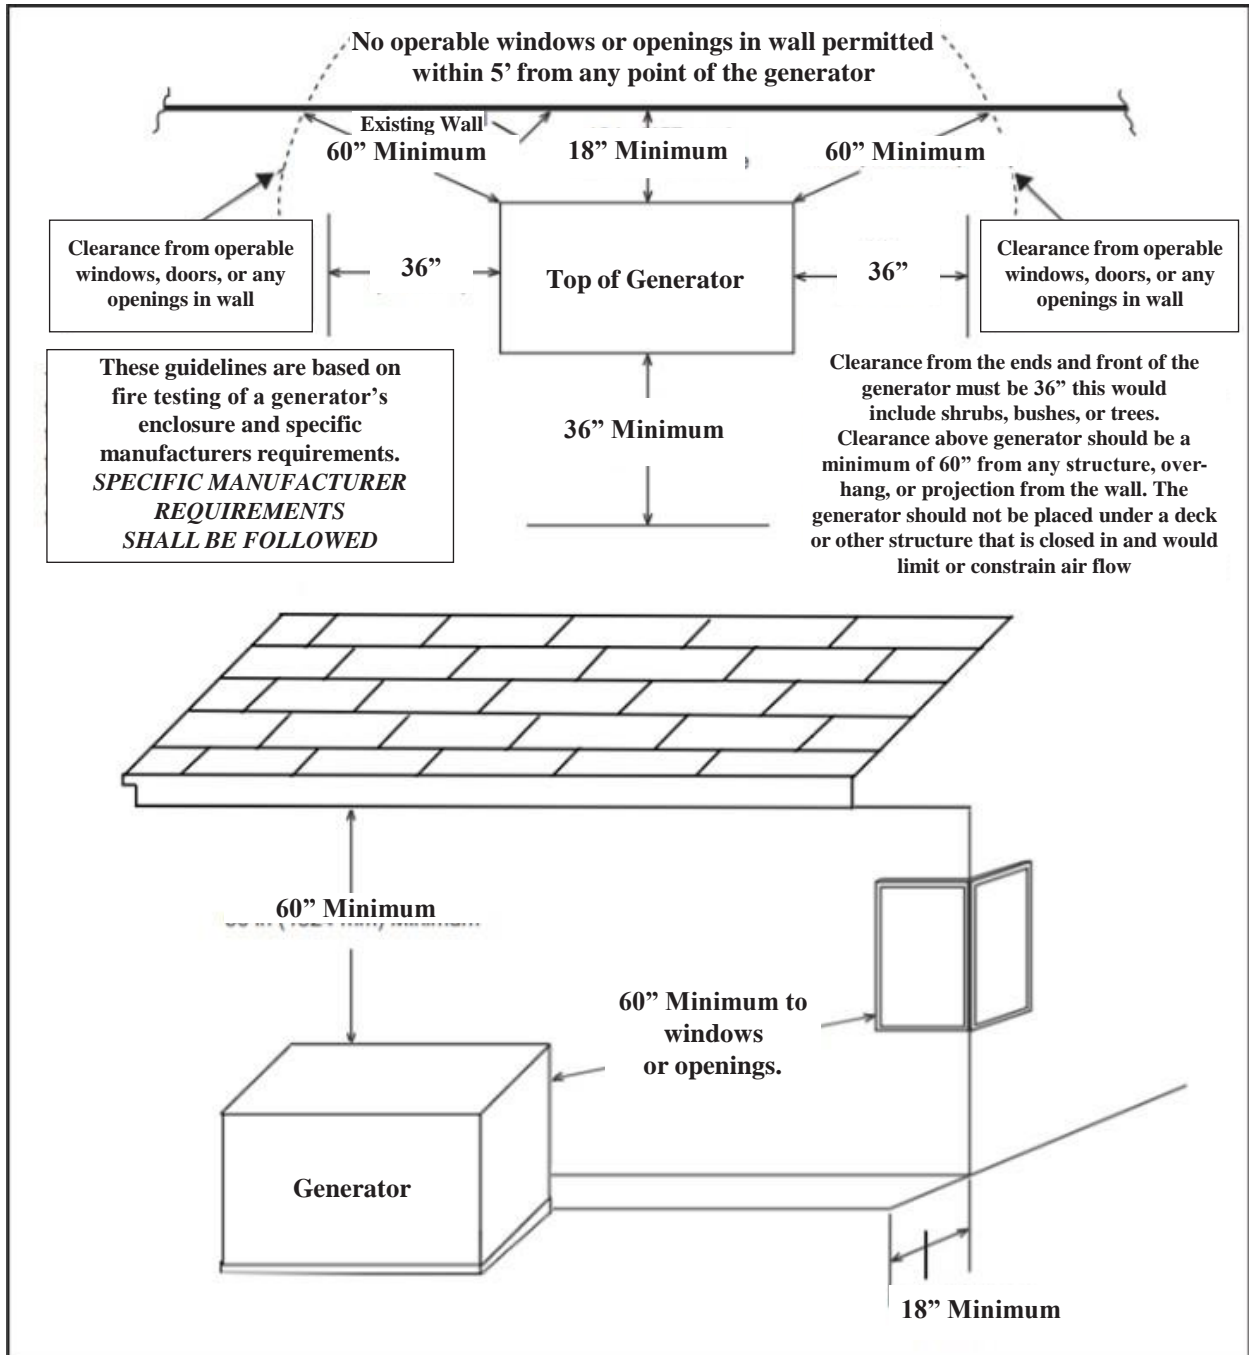 No operable windows or openings in wall permitted
within 5’ from any point of the generator
Existing Wall
60” Minimum
18” Minimum
60” Minimum
Clearance from operable
windows, doors, or any
openings in wall
36”
Top of Generator
36”
Clearance from operable
windows, doors, or any
openings in wall
These guidelines are based on
fire testing of a generator’s
enclosure and specific
manufacturers requirements.
SPECIFIC MANUFACTURER
REQUIREMENTS
SHALL BE FOLLOWED
36” Minimum
Clearance from the ends and front of the
generator must be 36” this would
include shrubs, bushes, or trees.
Clearance above generator should be a
minimum of 60” from any structure, over-
hang, or projection from the wall. The
generator should not be placed under a deck
or other structure that is closed in and would
limit or constrain air flow
60” Minimum
60” Minimum to
windows
or openings.
Generator
18” Minimum